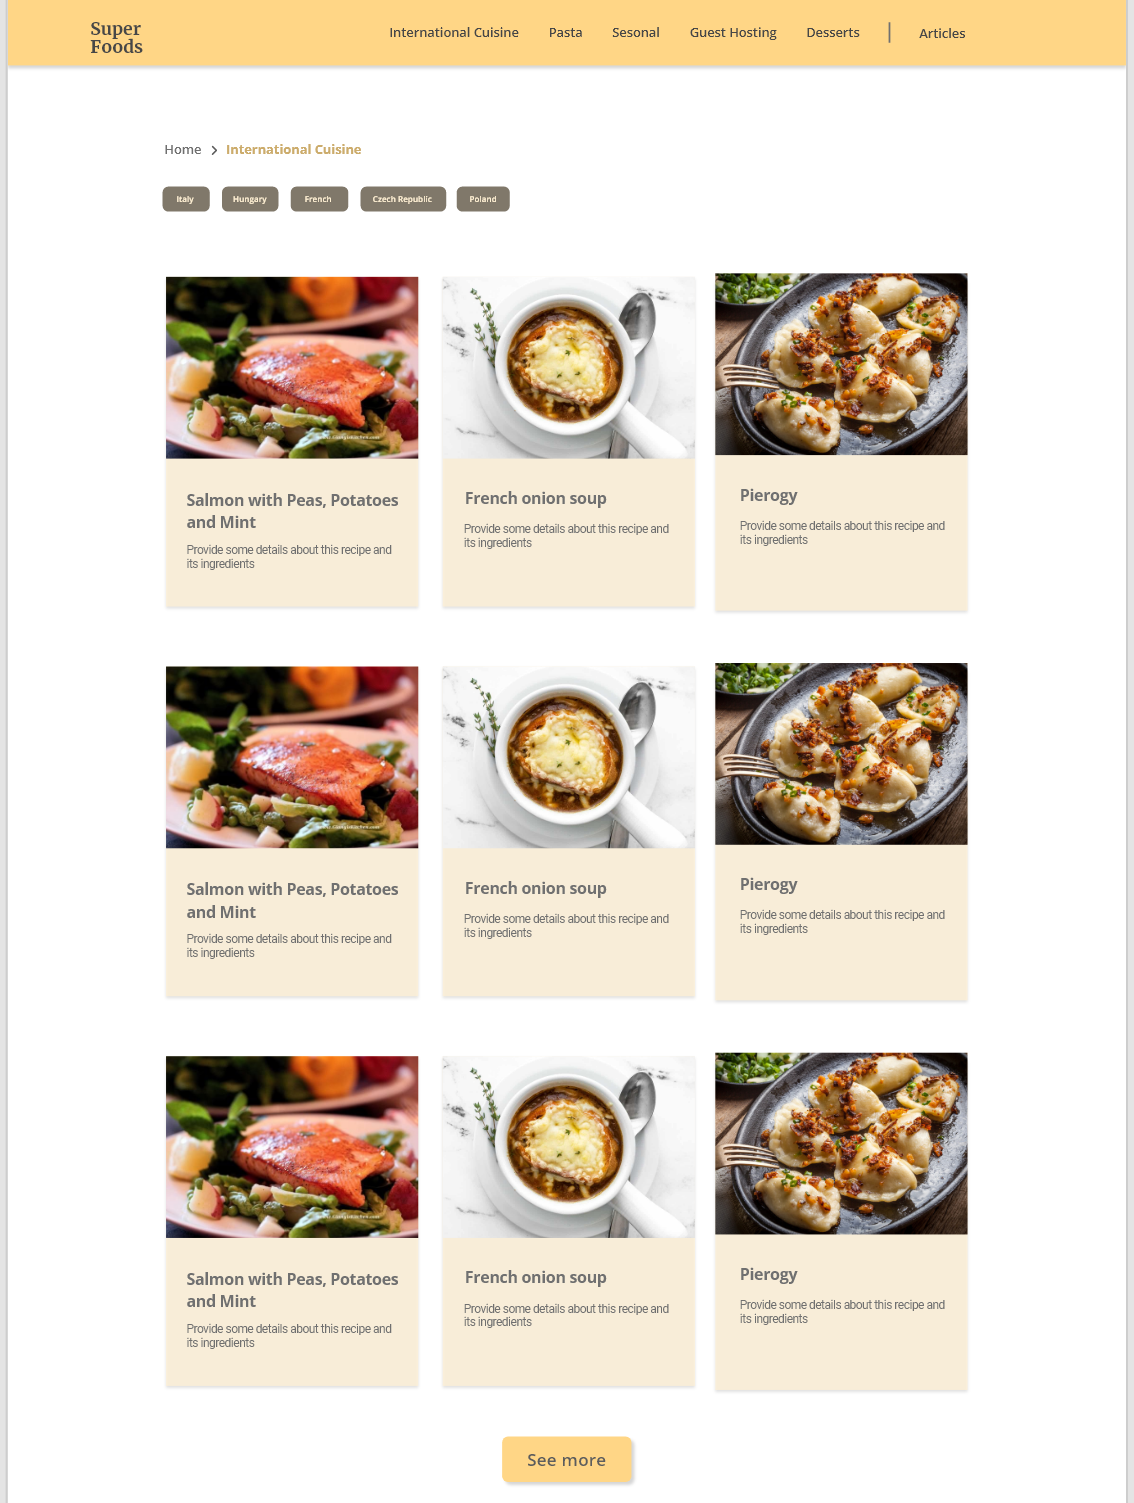 Super
Foods
International Cuisine Pasta Sesonal Guest Hosting Desserts Articles
Home International Cuisine
Italy Hungary French Czech Republic Poland
Salmon with Peas, Potatoes
and Mint
Provide some details about this recipe and
its ingredients
French onion soup
Provide some details about this recipe and
its ingredients
Pierogy
Provide some details about this recipe and
its ingredients
Salmon with Peas, Potatoes
and Mint
Provide some details about this recipe and
its ingredients
French onion soup
Provide some details about this recipe and
its ingredients
Pierogy
Provide some details about this recipe and
its ingredients
Salmon with Peas, Potatoes
and Mint
Provide some details about this recipe and
its ingredients
French onion soup
Provide some details about this recipe and
its ingredients
Pierogy
Provide some details about this recipe and
its ingredients
See more